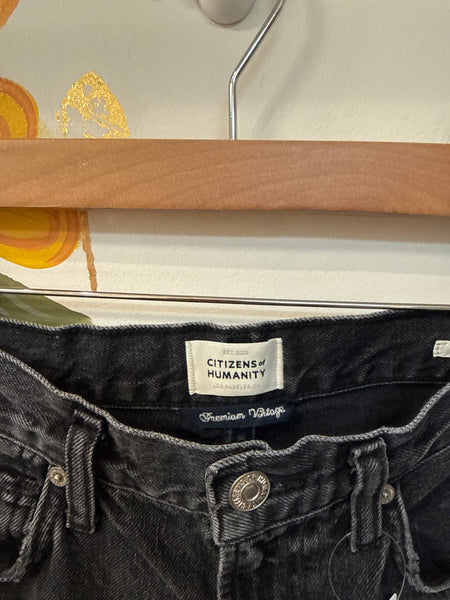 EST. 2003
CITIZENS of
HUMANITY
LOS ANGELES, CA
Premium Vintage